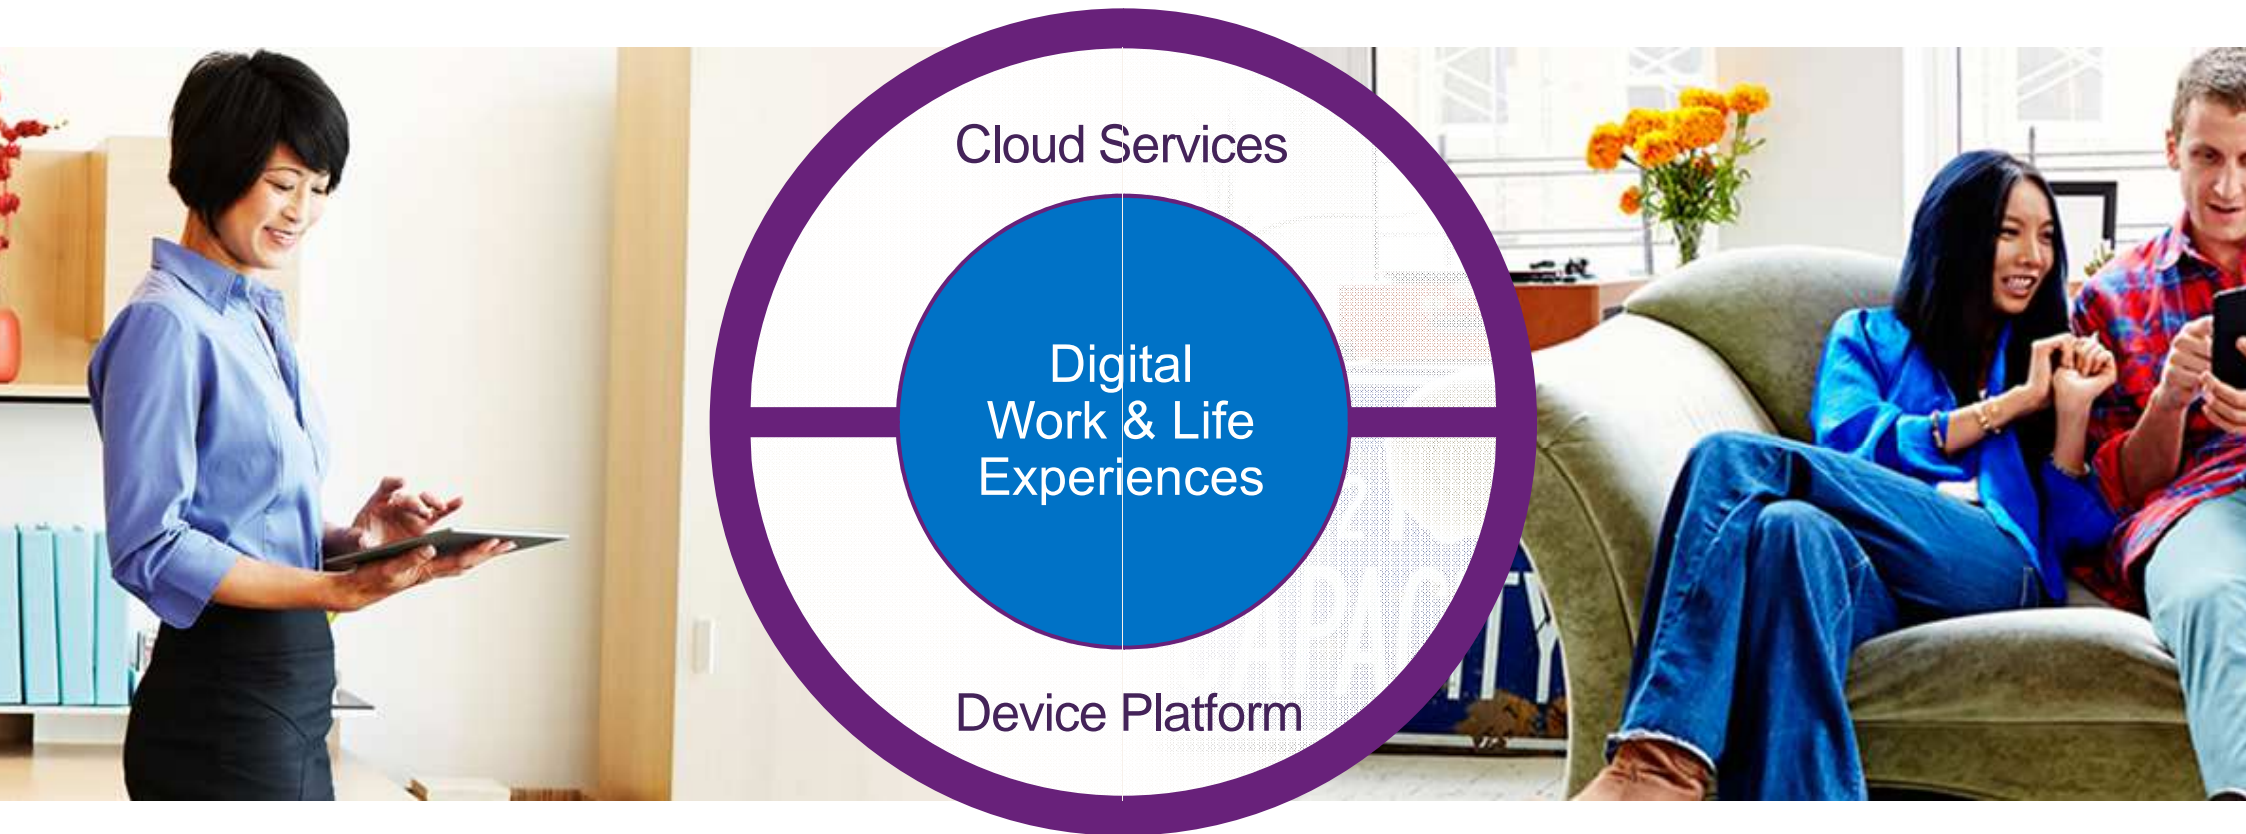 Cloud Services
Digital
Work & Life
Experiences
Device Platform